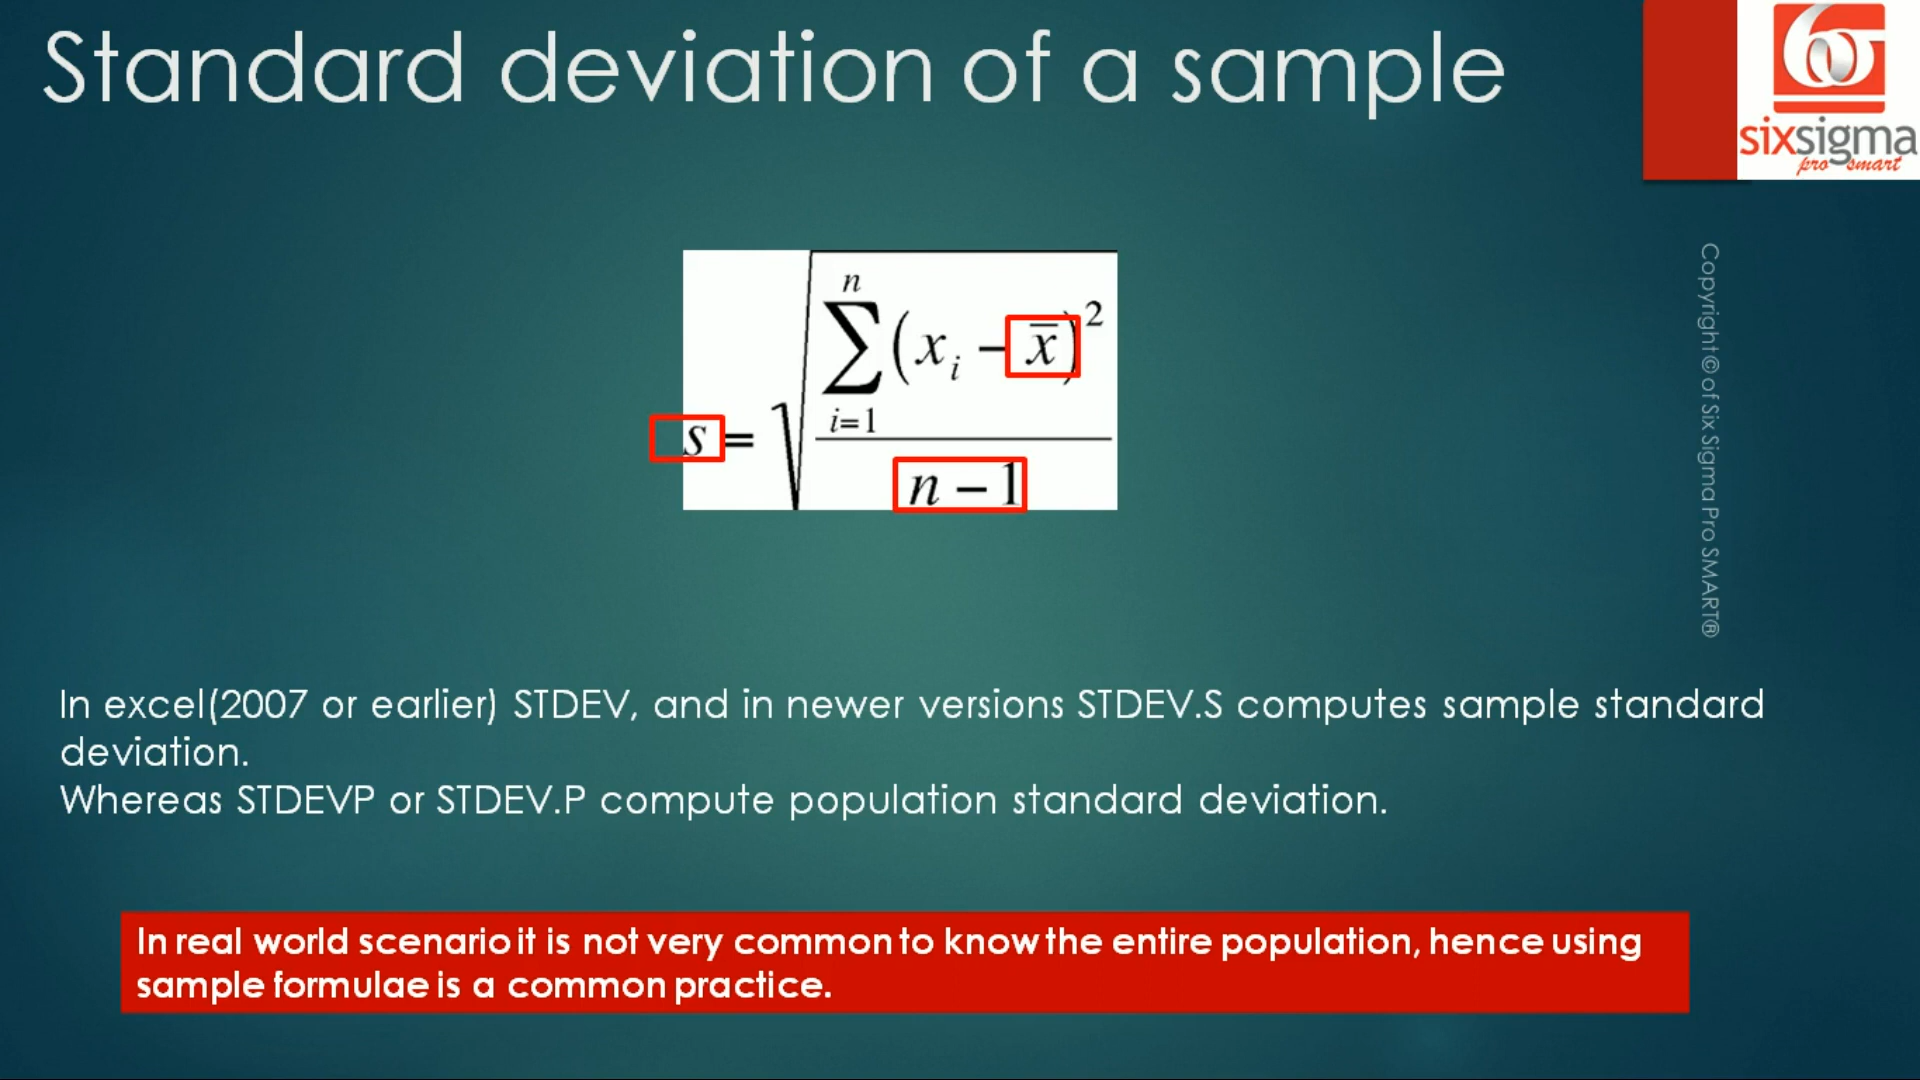 Standard deviation of a sample
6σ
sixsigma
pro smart
Copyright © of Six Sigma Pro SMART®
n
s = √ ∑ (xᵢ − x̄)²
i=1
n − 1
In excel(2007 or earlier) STDEV, and in newer versions STDEV.S computes sample standard
deviation.
Whereas STDEVP or STDEV.P compute population standard deviation.
In real world scenario it is not very common to know the entire population, hence using
sample formulae is a common practice.